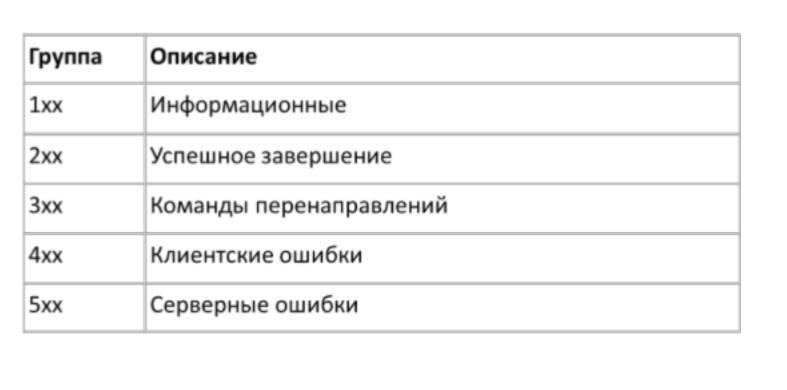 Группа Описание
1xx Информационные
2xx Успешное завершение
3xx Команды перенаправлений
4xx Клиентские ошибки
5xx Серверные ошибки